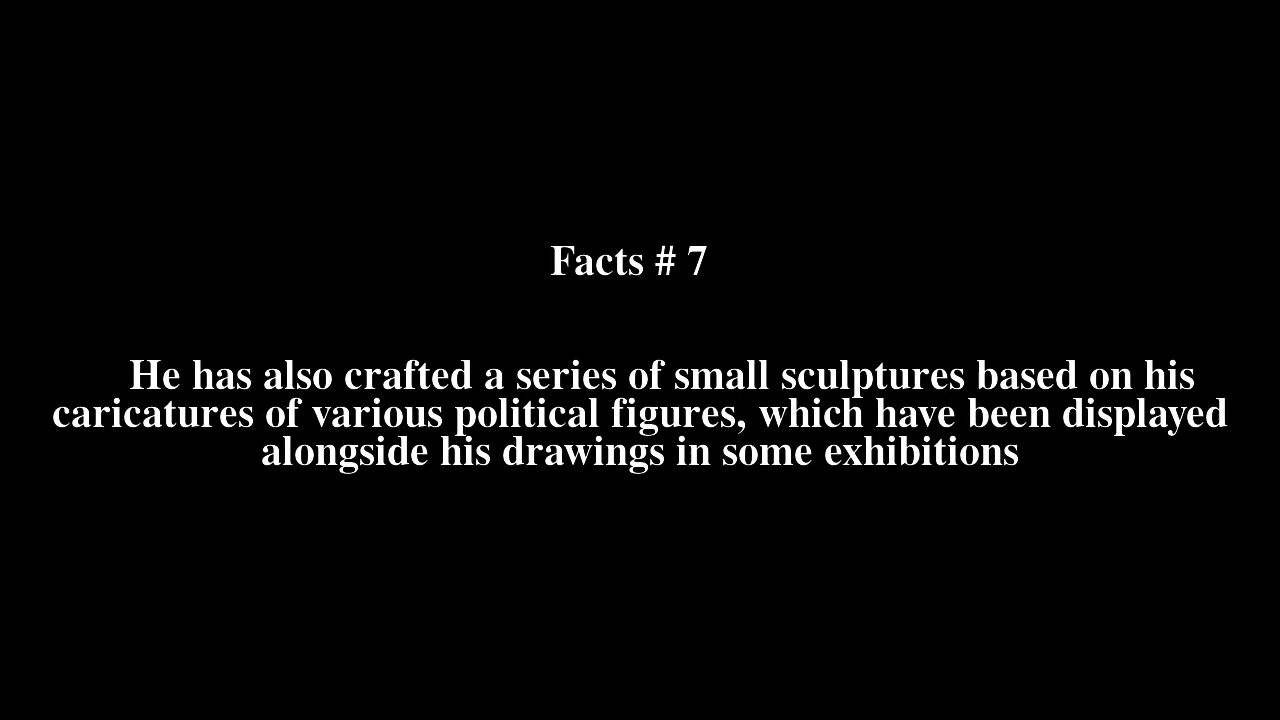 Facts # 7
He has also crafted a series of small sculptures based on his
caricatures of various political figures, which have been displayed
alongside his drawings in some exhibitions